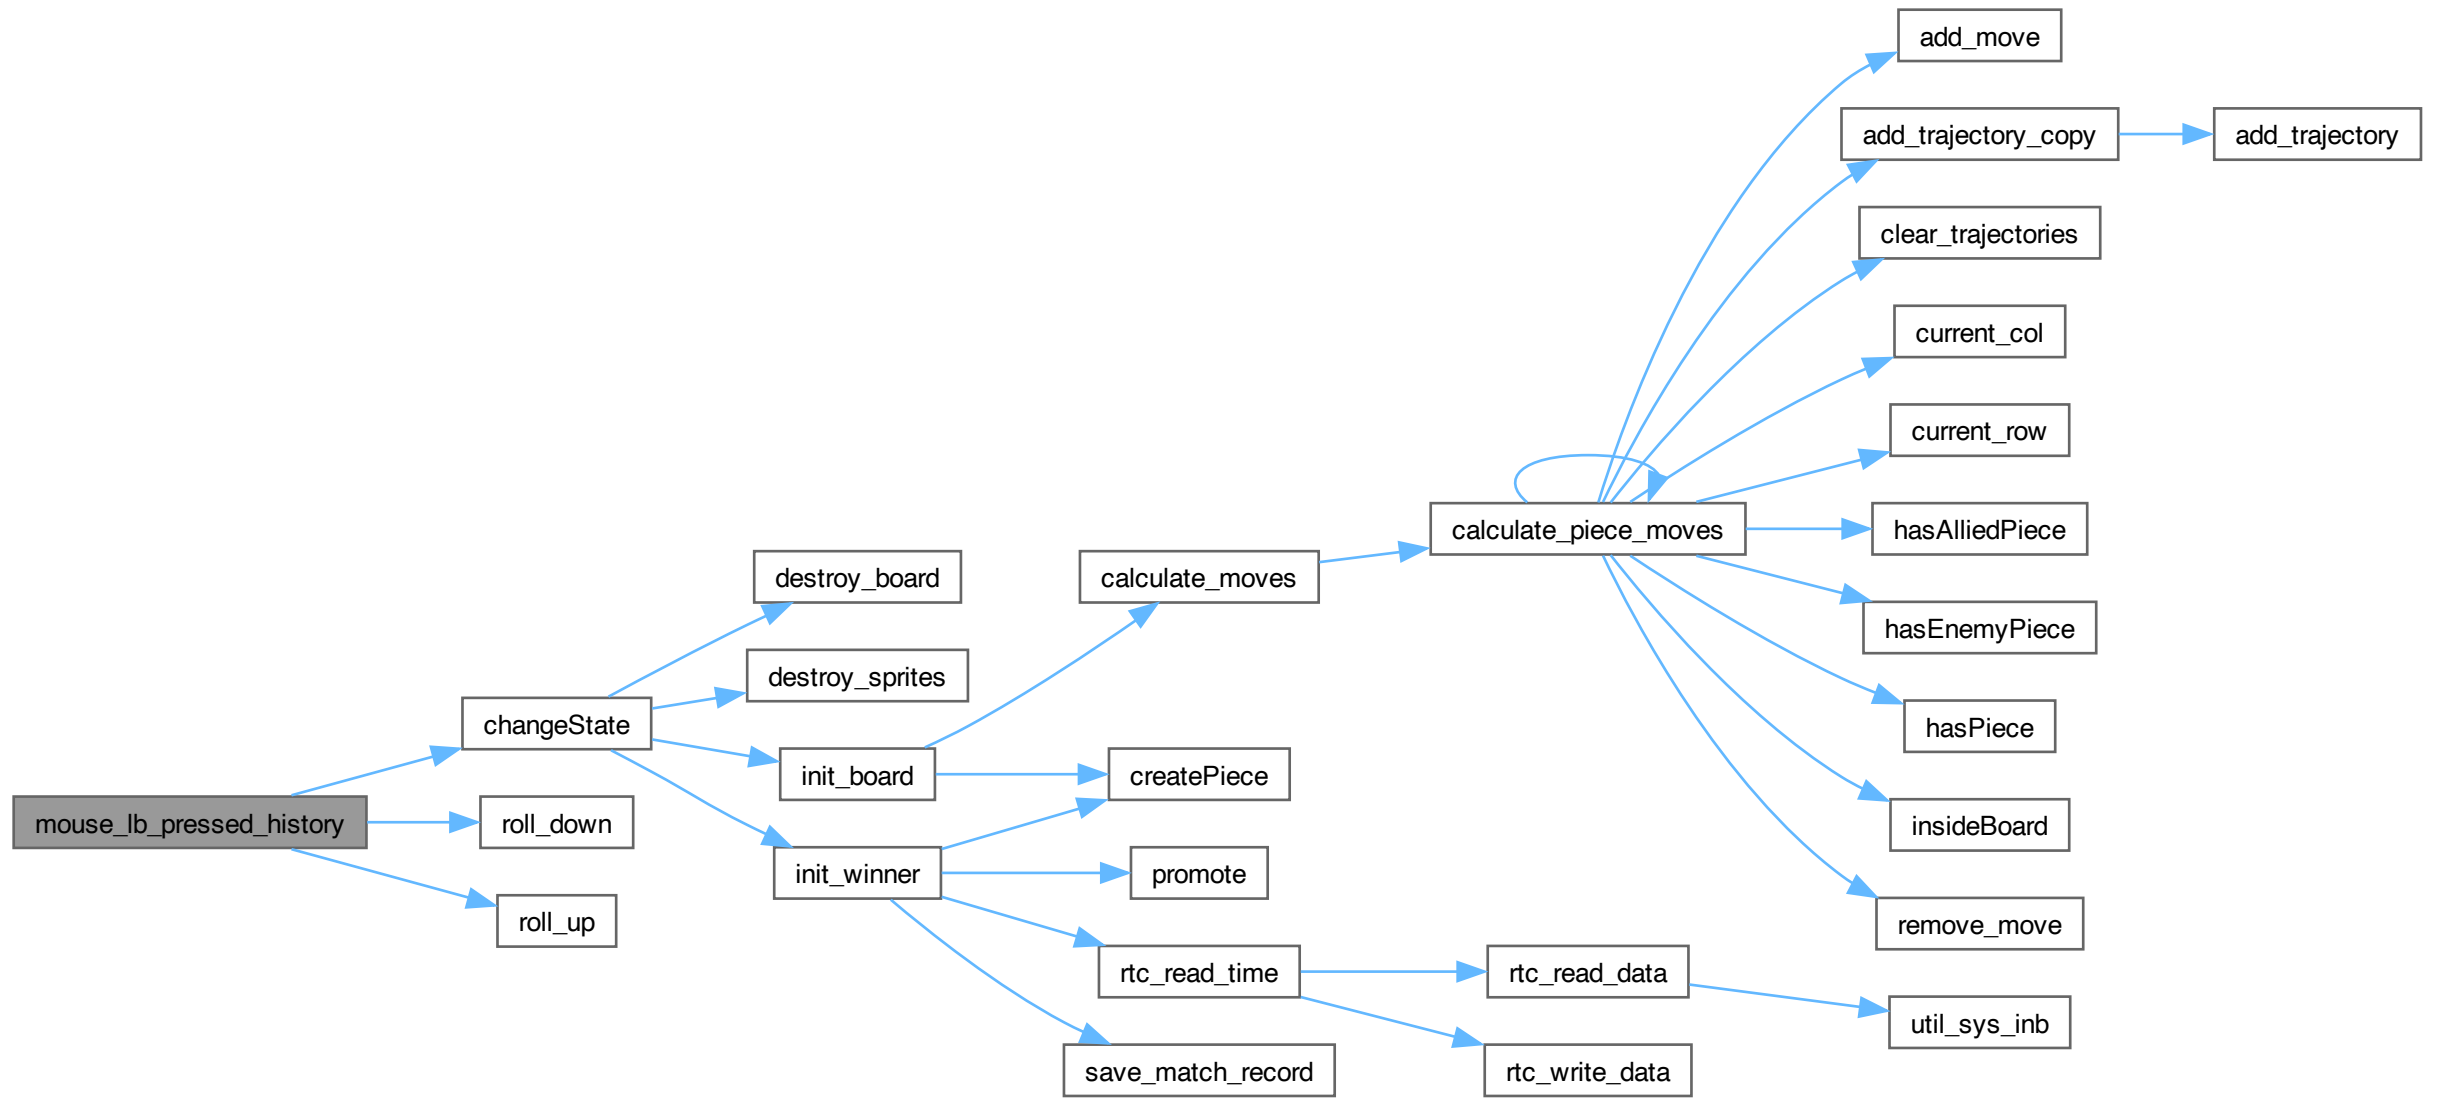 add_move
add_trajectory_copy
add_trajectory
clear_trajectories
current_col
current_row
calculate_piece_moves
hasAlliedPiece
destroy_board
calculate_moves
hasEnemyPiece
destroy_sprites
changeState
hasPiece
init_board
createPiece
mouse_lb_pressed_history
roll_down
insideBoard
init_winner
promote
roll_up
remove_move
rtc_read_time
rtc_read_data
util_sys_inb
save_match_record
rtc_write_data